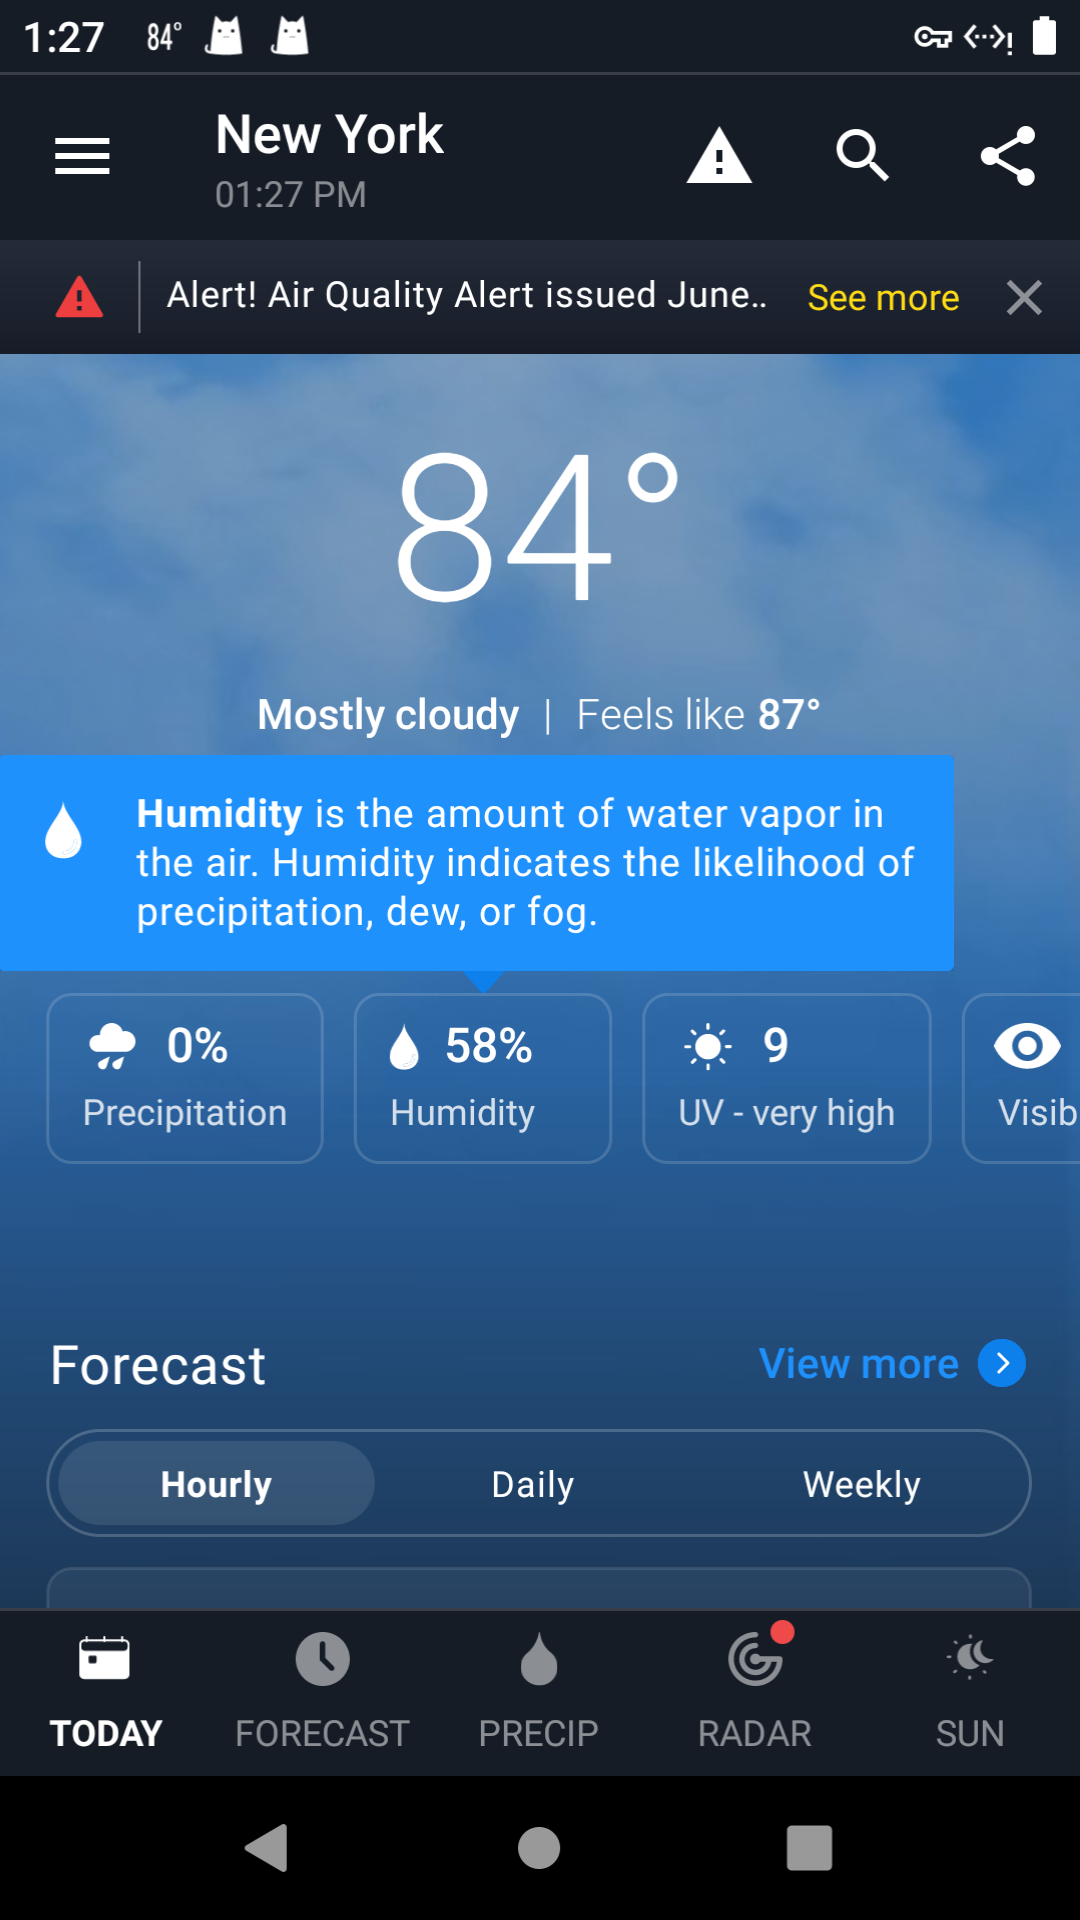 1:27 84°
New York
01:27 PM
Alert! Air Quality Alert issued June.. See more
84°
Mostly cloudy | Feels like 87°
Humidity is the amount of water vapor in
the air. Humidity indicates the likelihood of
precipitation, dew, or fog.
0% 58% 9
Precipitation Humidity UV - very high Visib
Forecast View more
Hourly Daily Weekly
TODAY FORECAST PRECIP RADAR SUN